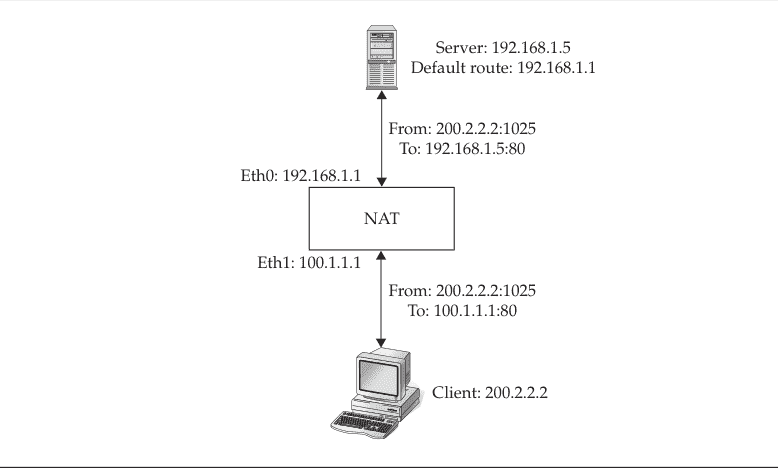 Server: 192.168.1.5
Default route: 192.168.1.1
From: 200.2.2.2:1025
To: 192.168.1.5:80
Eth0: 192.168.1.1
NAT
Eth1: 100.1.1.1
From: 200.2.2.2:1025
To: 100.1.1.1:80
Client: 200.2.2.2